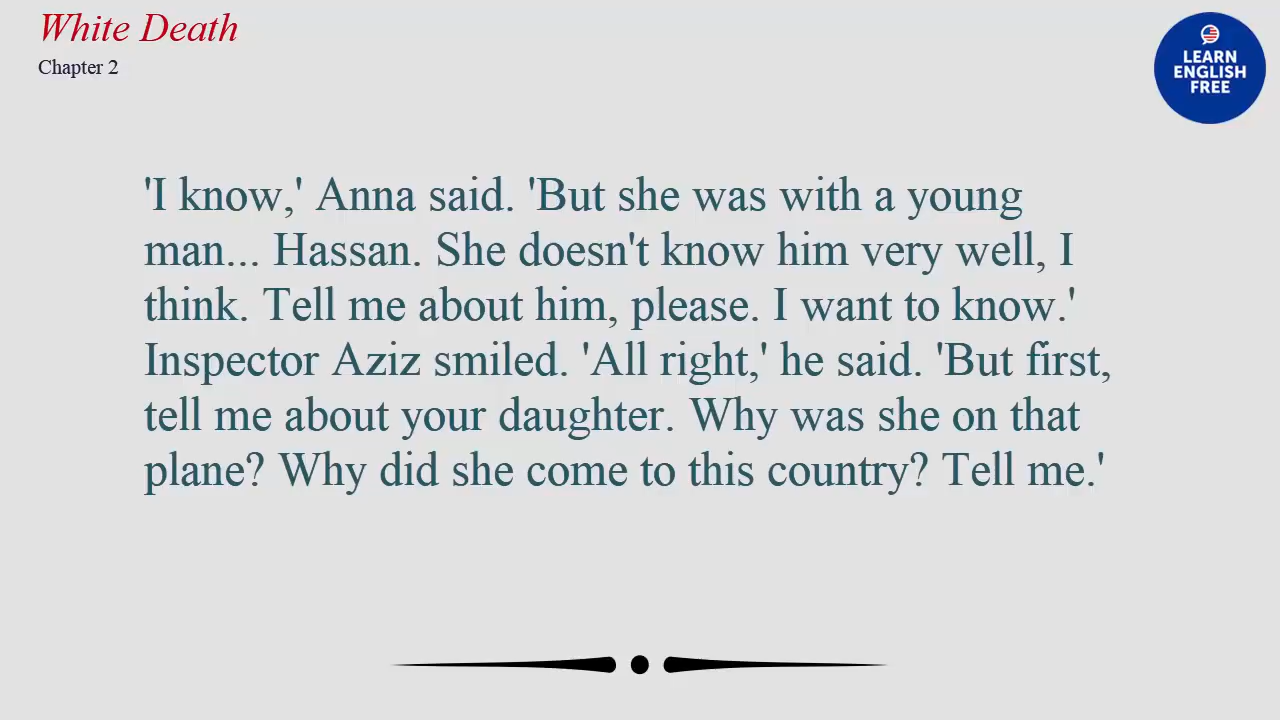 White Death
Chapter 2
LEARN
ENGLISH
FREE
'I know,' Anna said. 'But she was with a young
man... Hassan. She doesn't know him very well, I
think. Tell me about him, please. I want to know.'
Inspector Aziz smiled. 'All right,' he said. 'But first,
tell me about your daughter. Why was she on that
plane? Why did she come to this country? Tell me.'